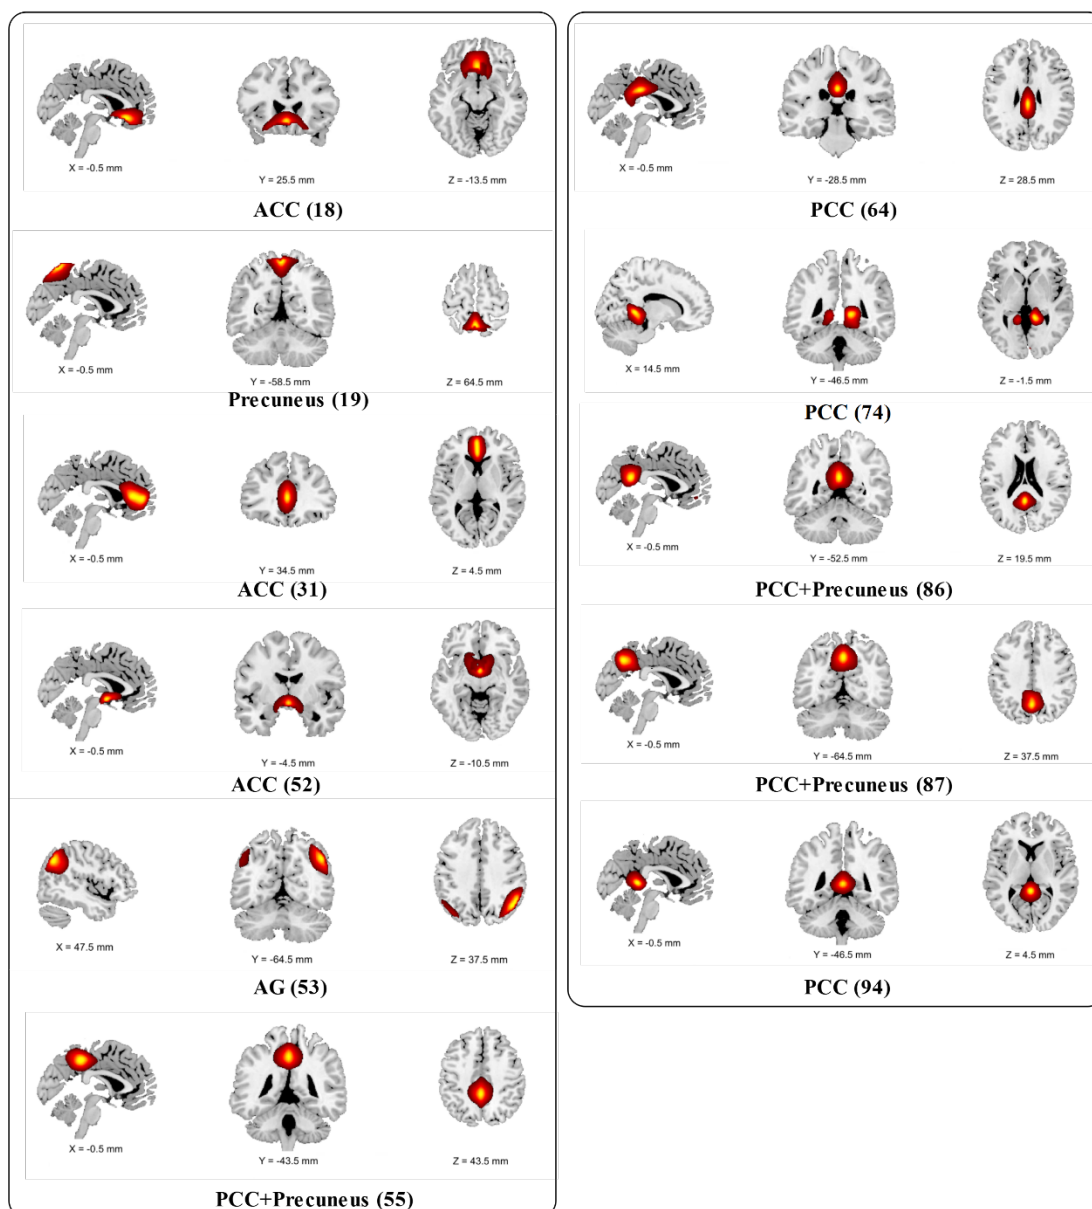 X = -0.5 mm
Y = 25.5 mm
Z = -13.5 mm
ACC (18)
X = -0.5 mm
Y = -58.5 mm
Z = 64.5 mm
Precuneus (19)
X = -0.5 mm
Y = 34.5 mm
Z = 4.5 mm
ACC (31)
X = -0.5 mm
Y = -4.5 mm
Z = -10.5 mm
ACC (52)
X = 47.5 mm
Y = -64.5 mm
Z = 37.5 mm
AG (53)
X = -0.5 mm
Y = -43.5 mm
Z = 43.5 mm
PCC+Precuneus (55)
X = -0.5 mm
Y = -28.5 mm
Z = 28.5 mm
PCC (64)
X = 14.5 mm
Y = -46.5 mm
Z = -1.5 mm
PCC (74)
X = -0.5 mm
Y = -52.5 mm
Z = 19.5 mm
PCC+Precuneus (86)
X = -0.5 mm
Y = -64.5 mm
Z = 37.5 mm
PCC+Precuneus (87)
X = -0.5 mm
Y = -46.5 mm
Z = 4.5 mm
PCC (94)